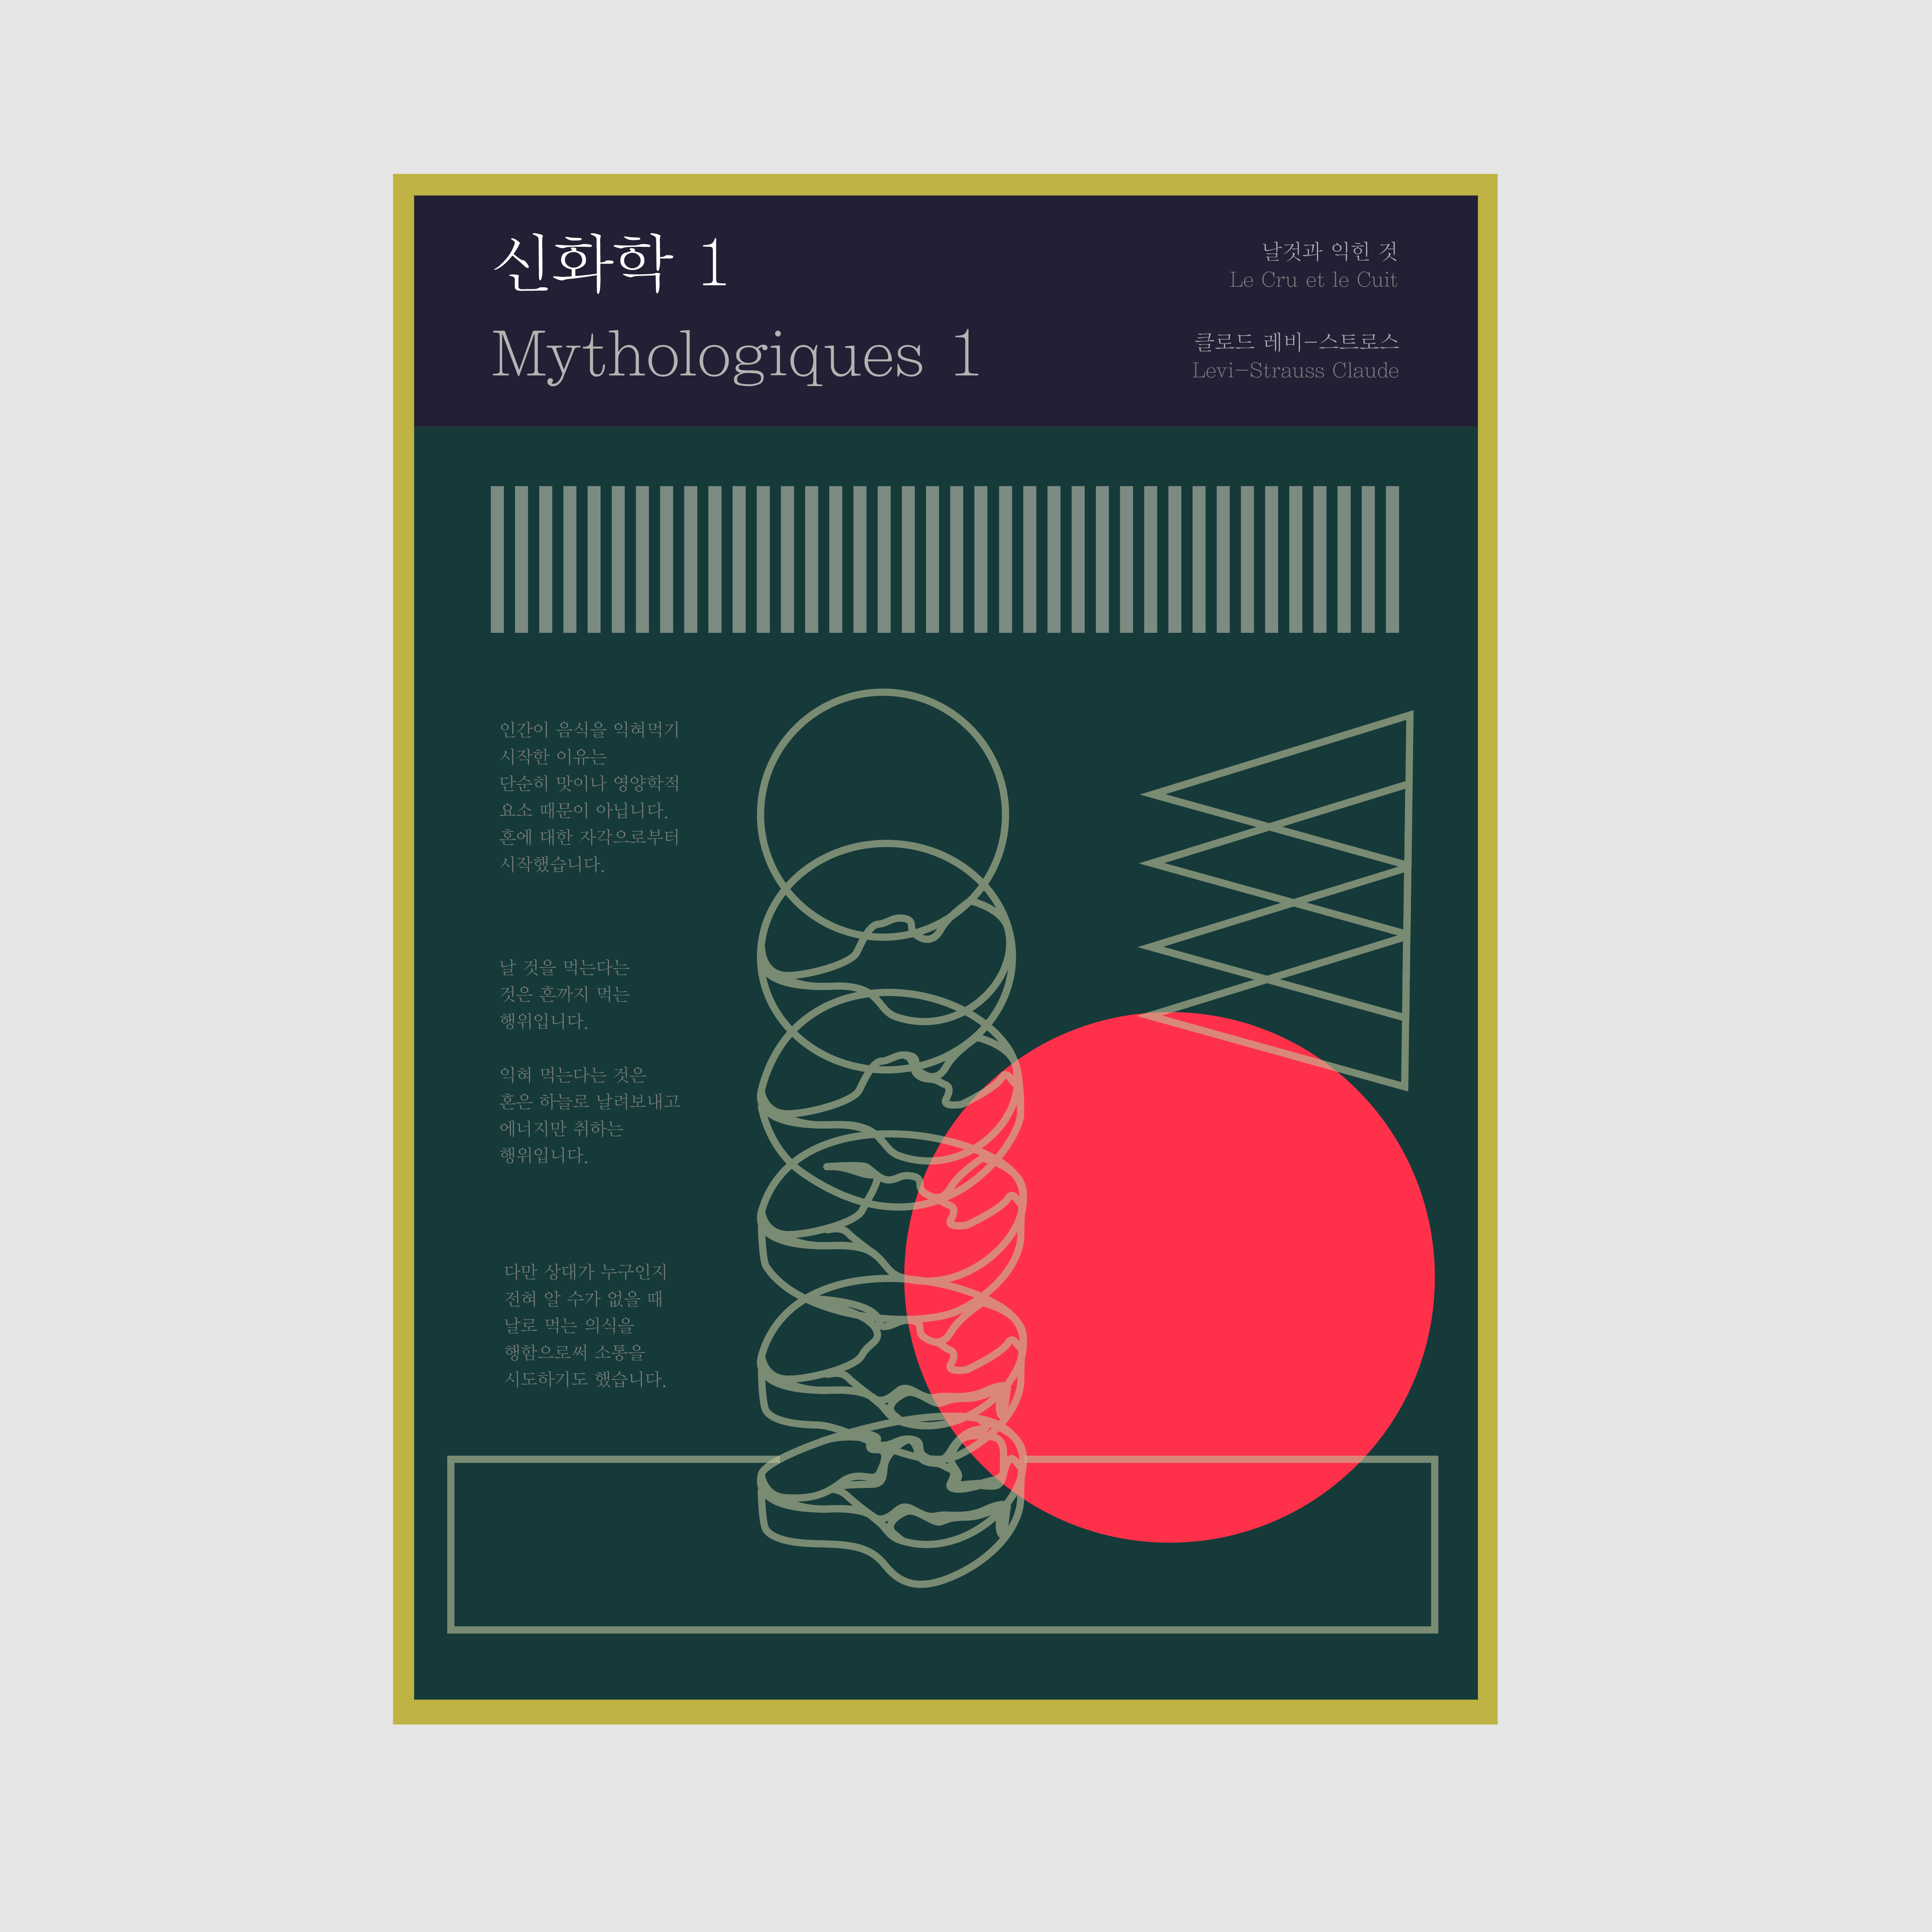 신화학 1
Mythologiques 1
날것과 익힌 것
Le Cru et le Cuit
클로드 레비-스트로스
Levi-Strauss Claude
인간이 음식을 익혀먹기
시작한 이유는
단순히 맛이나 영양학적
요소 때문이 아닙니다.
혼에 대한 자각으로부터
시작했습니다.
날 것을 먹는다는
것은 혼까지 먹는
행위입니다.
익혀 먹는다는 것은
혼은 하늘로 날려보내고
에너지만 취하는
행위입니다.
다만 상대가 누구인지
전혀 알 수가 없을 때
날로 먹는 의식을
행함으로써 소통을
시도하기도 했습니다.